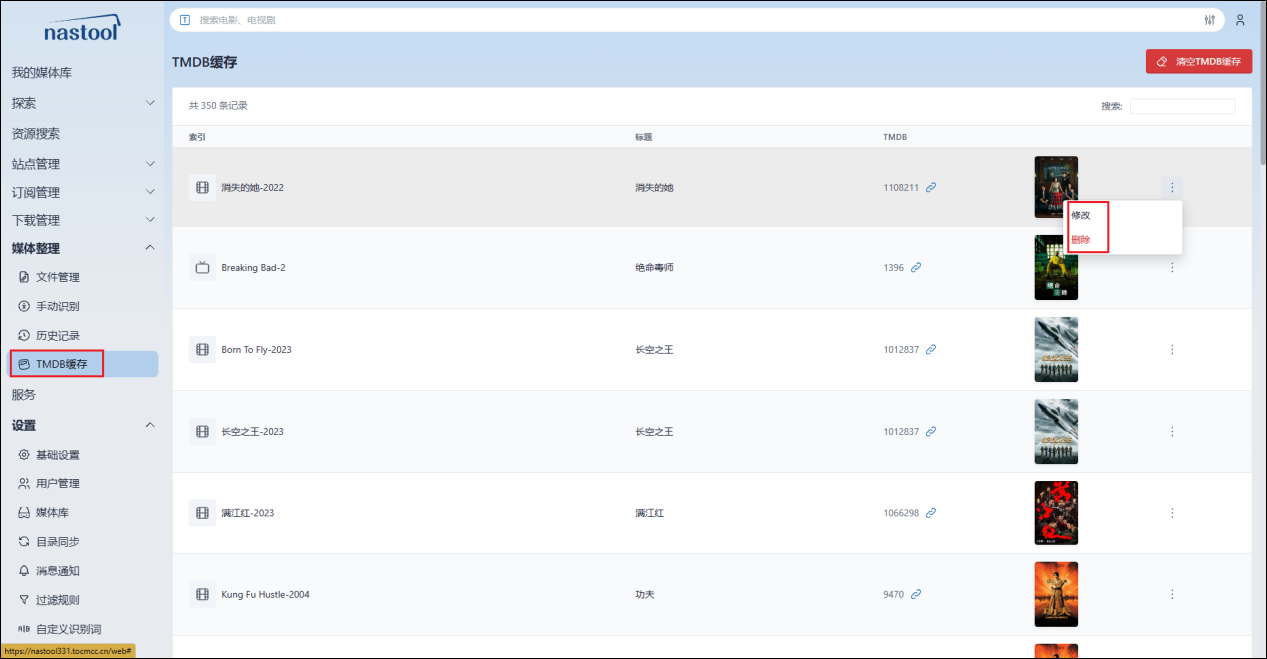 nastool
搜索电影、电视剧
我的媒体库
探索
资源搜索
站点管理
订阅管理
下载管理
媒体整理
文件管理
手动识别
历史记录
TMDB缓存
服务
设置
基础设置
用户管理
媒体库
目录同步
消息通知
过滤规则
自定义识别词
https://nastool331.tocmcc.cn/web#
TMDB缓存
清空TMDB缓存
共 350 条记录
搜索:
索引 标题 TMDB
消失的她-2022 消失的她 1108211
修改
删除
Breaking Bad-2 绝命毒师 1396
Born To Fly-2023 长空之王 1012837
长空之王-2023 长空之王 1012837
满江红-2023 满江红 1066298
Kung Fu Hustle-2004 功夫 9470